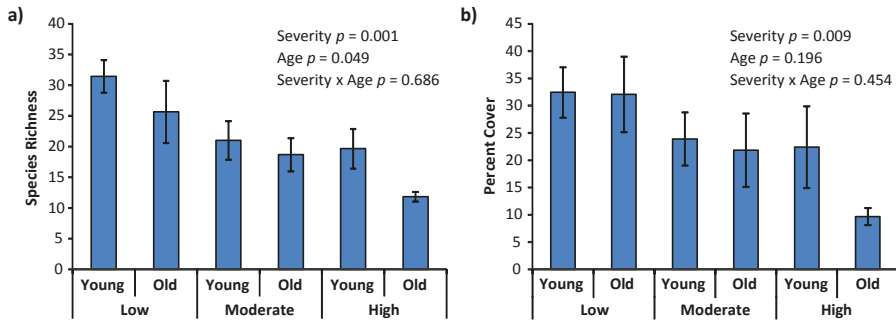 a)
Severity p = 0.001
Age p = 0.049
Severity x Age p = 0.686
Species Richness
40
35
30
25
20
15
10
5
0
Young Old Young Old Young Old
Low Moderate High
b)
Severity p = 0.009
Age p = 0.196
Severity x Age p = 0.454
Percent Cover
45
40
35
30
25
20
15
10
5
0
Young Old Young Old Young Old
Low Moderate High